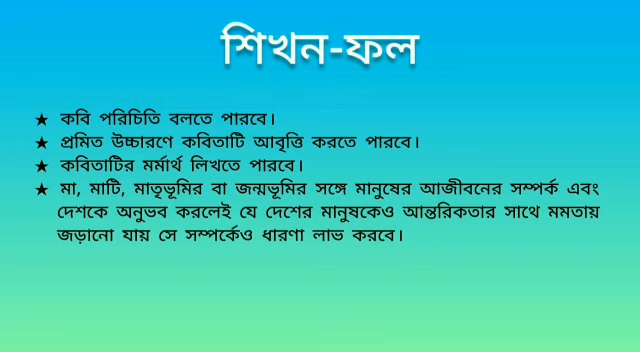 শিখন-ফল
★ কবি পরিচিতি বলতে পারবে।
★ প্রমিত উচ্চারণে কবিতাটি আবৃত্তি করতে পারবে।
★ কবিতাটির মর্মার্থ লিখতে পারবে।
★ মা, মাটি, মাতৃভূমির বা জন্মভূমির সঙ্গে মানুষের আজীবনের সম্পর্ক এবং
দেশকে অনুভব করলেই যে দেশের মানুষকেও আন্তরিকতার সাথে মমতায়
জড়ানো যায় সে সম্পর্কেও ধারণা লাভ করবে।